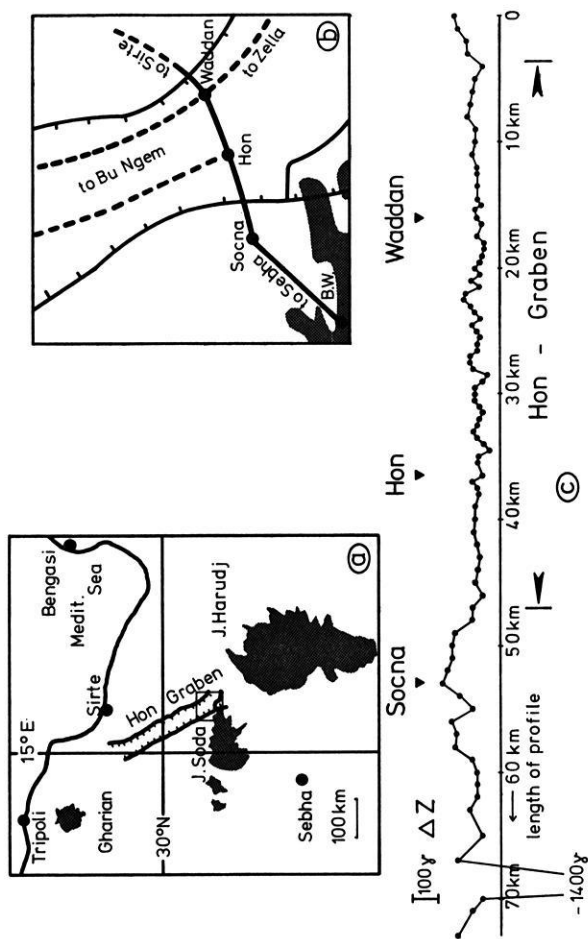 15° E
Tripoli
Gharian
Sirte
Bengasi
Medit.
Sea
30°N
Hon Graben
J.Soda
J.Harudj
Sebha
100 km
a
to Sirte
Waddan
to Zella
to Bu Ngem
Hon
Socna
to Sebha
B.W.
b
Socna
Hon
Waddan
100γ ΔZ
-1400γ
70km
60 km
50km
40km
30km
20km
10km
0
length of profile
Hon - Graben
c